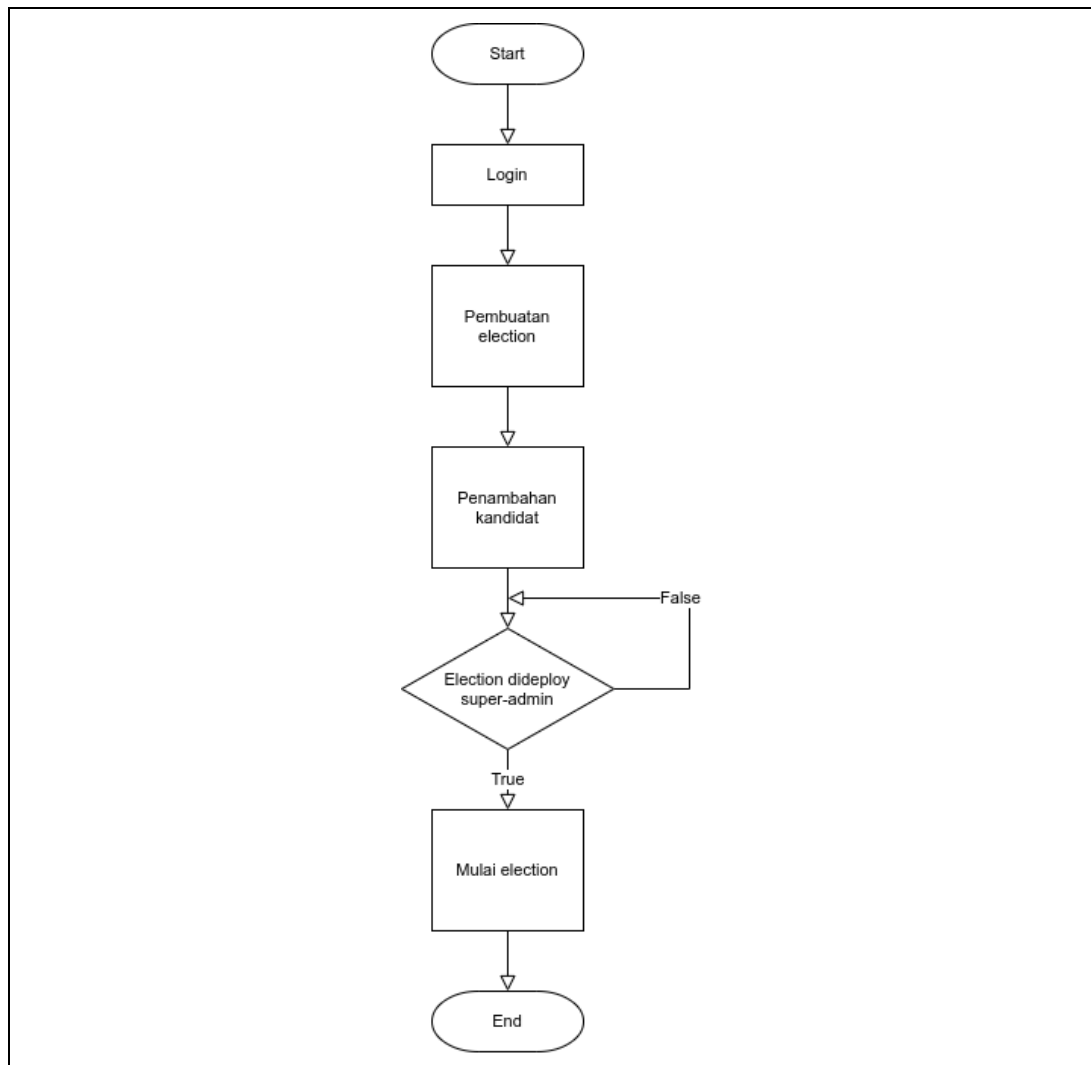 Start
Login
Pembuatan
election
Penambahan
kandidat
False
Election dideploy
super-admin
True
Mulai election
End